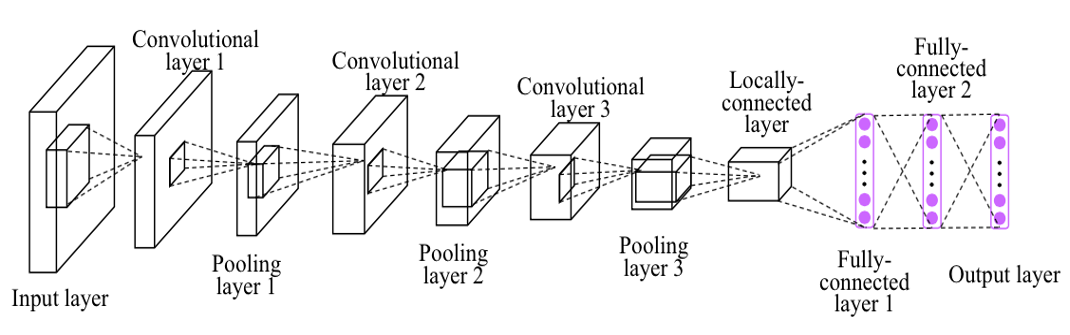 Input layer
Convolutional
layer 1
Pooling
layer 1
Convolutional
layer 2
Pooling
layer 2
Convolutional
layer 3
Pooling
layer 3
Locally-
connected
layer
Fully-
connected
layer 1
Fully-
connected
layer 2
Output layer